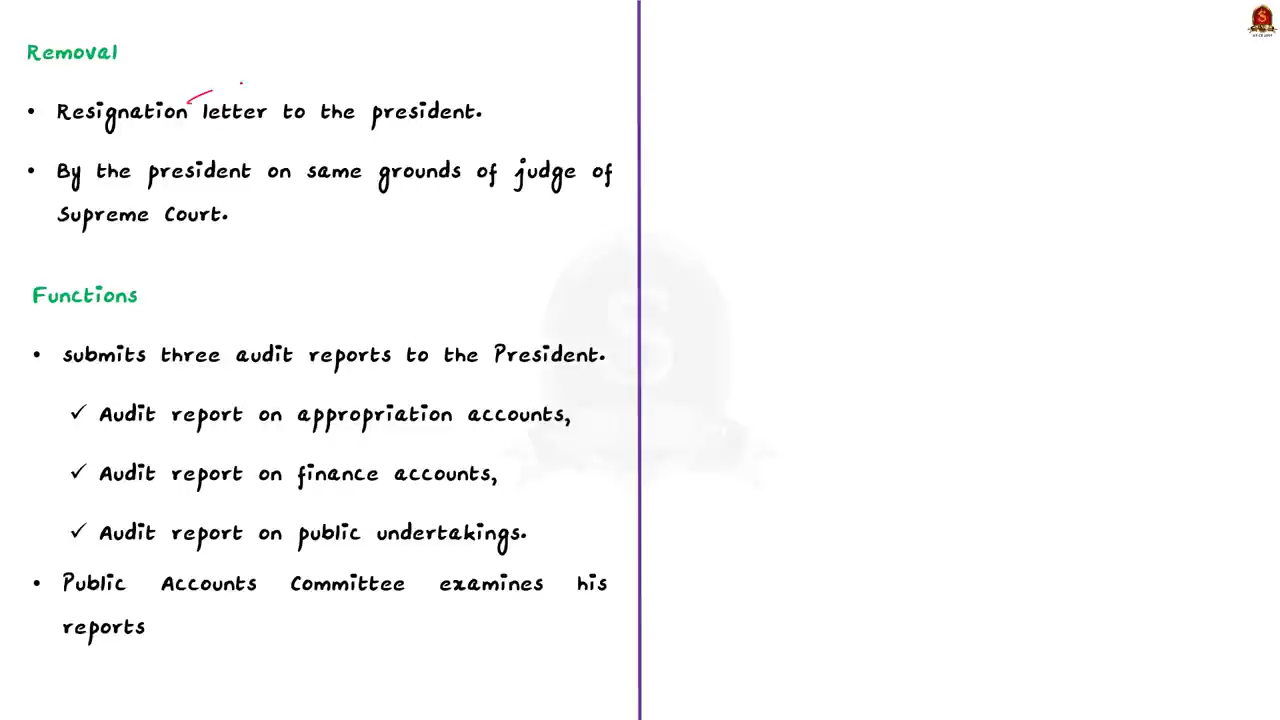 Removal
• Resignation letter to the president.
• By the president on same grounds of judge of
Supreme Court.
Functions
• submits three audit reports to the President.
✓ Audit report on appropriation accounts,
✓ Audit report on finance accounts,
✓ Audit report on public undertakings.
• Public Accounts Committee examines his
reports